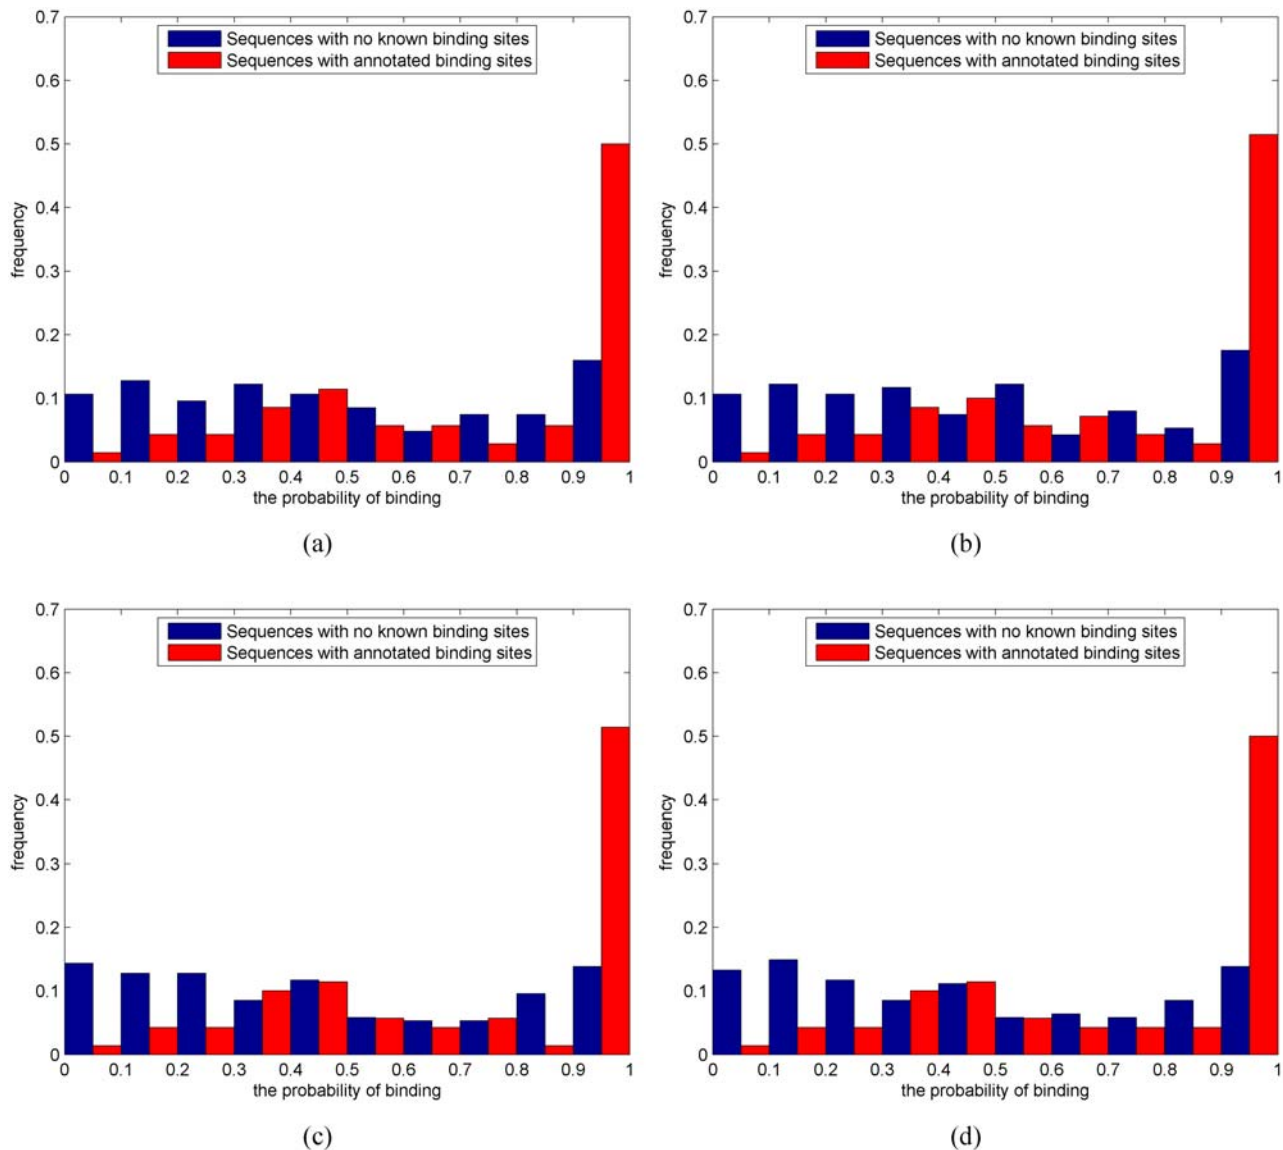 0.7
0.6
0.5
0.4
0.3
0.2
0.1
0
frequency
Sequences with no known binding sites
Sequences with annotated binding sites
0 0.1 0.2 0.3 0.4 0.5 0.6 0.7 0.8 0.9 1
the probability of binding
(a)
0.7
0.6
0.5
0.4
0.3
0.2
0.1
0
frequency
Sequences with no known binding sites
Sequences with annotated binding sites
0 0.1 0.2 0.3 0.4 0.5 0.6 0.7 0.8 0.9 1
the probability of binding
(b)
0.7
0.6
0.5
0.4
0.3
0.2
0.1
0
frequency
Sequences with no known binding sites
Sequences with annotated binding sites
0 0.1 0.2 0.3 0.4 0.5 0.6 0.7 0.8 0.9 1
the probability of binding
(c)
0.7
0.6
0.5
0.4
0.3
0.2
0.1
0
frequency
Sequences with no known binding sites
Sequences with annotated binding sites
0 0.1 0.2 0.3 0.4 0.5 0.6 0.7 0.8 0.9 1
the probability of binding
(d)